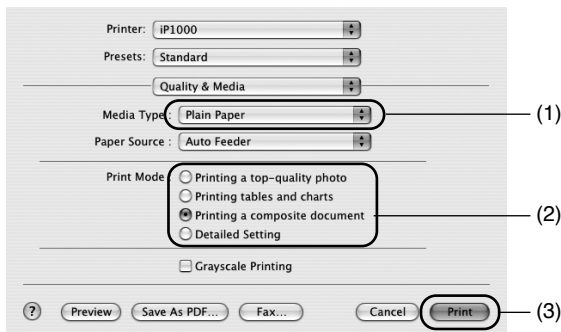 Printer: iP1000
Presets: Standard
Quality & Media
Media Type : Plain Paper (1)
Paper Source : Auto Feeder
Print Mode : Printing a top-quality photo
Printing tables and charts
Printing a composite document (2)
Detailed Setting
Grayscale Printing
? Preview Save As PDF... Fax... Cancel Print (3)